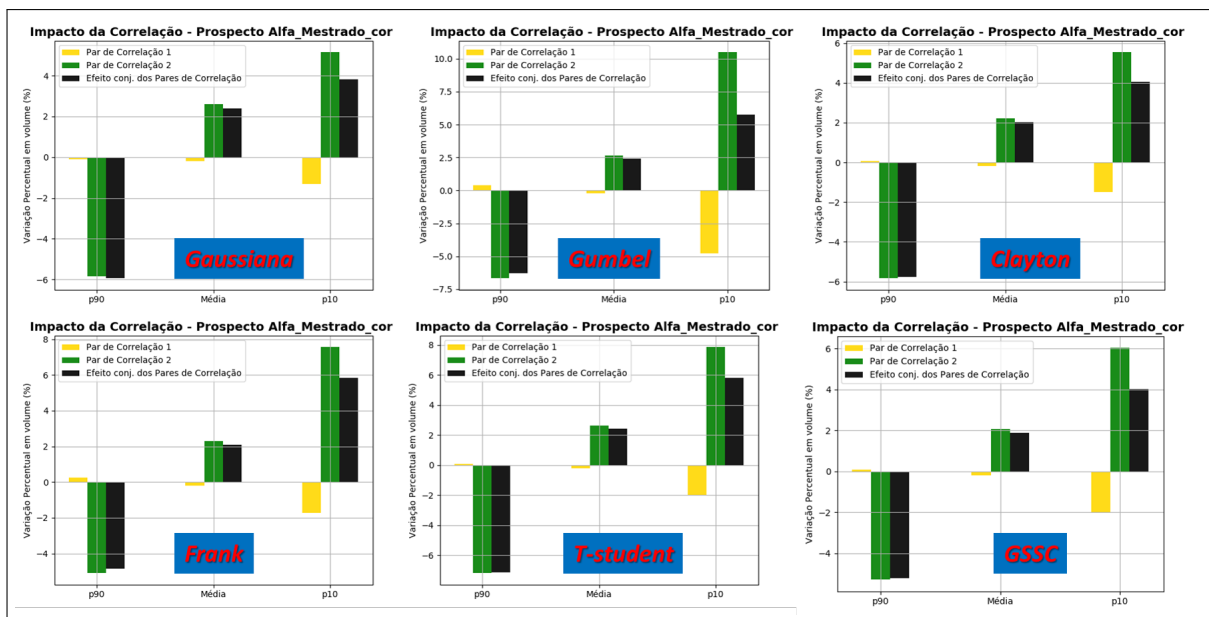 Impacto da Correlação - Prospecto Alfa_Mestrado_cor
Par de Correlação 1
Par de Correlação 2
Efeito conj. dos Pares de Correlação
Variação Percentual em volume (%)
4
2
0
−2
−4
−6
p90
Média
p10
Gaussiana
Impacto da Correlação - Prospecto Alfa_Mestrado_cor
Par de Correlação 1
Par de Correlação 2
Efeito conj. dos Pares de Correlação
Variação Percentual em volume (%)
10.0
7.5
5.0
2.5
0.0
−2.5
−5.0
−7.5
p90
Média
p10
Gumbel
Impacto da Correlação - Prospecto Alfa_Mestrado_cor
Par de Correlação 1
Par de Correlação 2
Efeito conj. dos Pares de Correlação
Variação Percentual em volume (%)
6
4
2
0
−2
−4
−6
p90
Média
p10
Clayton
Impacto da Correlação - Prospecto Alfa_Mestrado_cor
Par de Correlação 1
Par de Correlação 2
Efeito conj. dos Pares de Correlação
Variação Percentual em volume (%)
8
6
4
2
0
−2
−4
p90
Média
p10
Frank
Impacto da Correlação - Prospecto Alfa_Mestrado_cor
Par de Correlação 1
Par de Correlação 2
Efeito conj. dos Pares de Correlação
Variação Percentual em volume (%)
8
6
4
2
0
−2
−4
−6
p90
Média
p10
T-student
Impacto da Correlação - Prospecto Alfa_Mestrado_cor
Par de Correlação 1
Par de Correlação 2
Efeito conj. dos Pares de Correlação
Variação Percentual em volume (%)
6
4
2
0
−2
−4
p90
Média
p10
GSSC